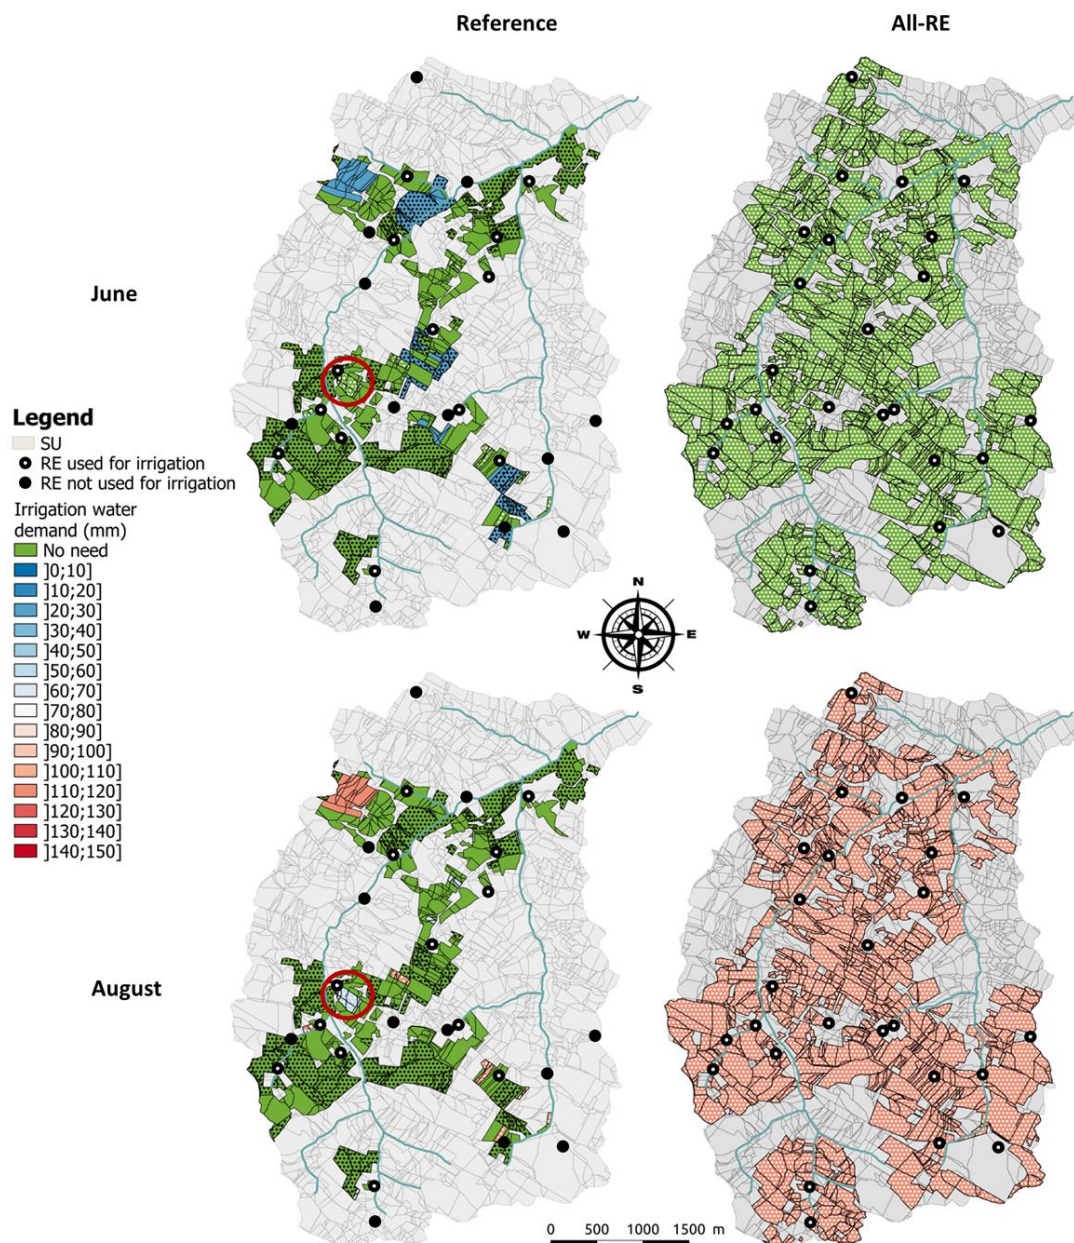 Reference All-RE
June
Legend
SU
RE used for irrigation
RE not used for irrigation
Irrigation water
demand (mm)
No need
]0;10]
]10;20]
]20;30]
]30;40]
]40;50]
]50;60]
]60;70]
]70;80]
]80;90]
]90;100]
]100;110]
]110;120]
]120;130]
]130;140]
]140;150]
N
W E
S
August
0 500 1000 1500 m